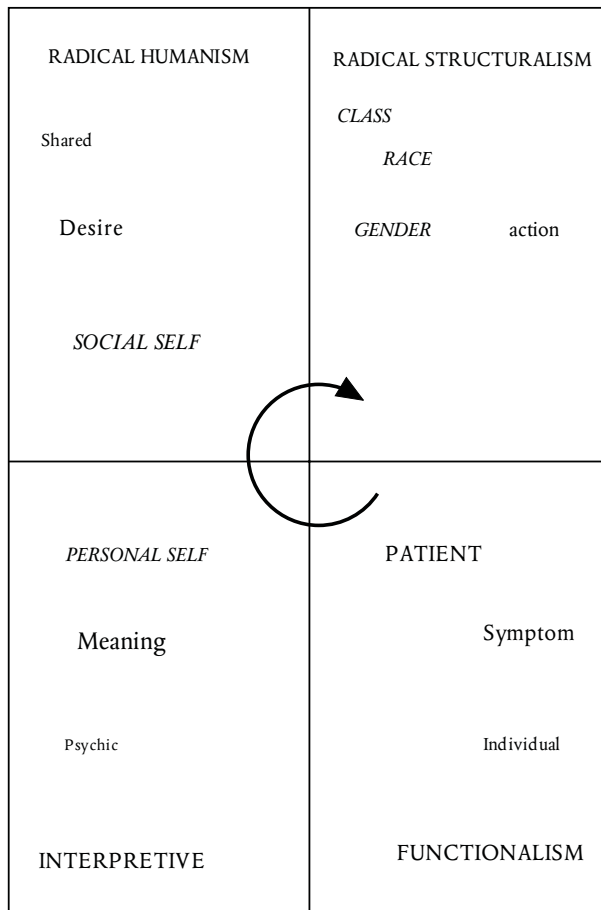 RADICAL HUMANISM
Shared
Desire
SOCIAL SELF
RADICAL STRUCTURALISM
CLASS
RACE
GENDER action
PERSONAL SELF
Meaning
Psychic
INTERPRETIVE
PATIENT
Symptom
Individual
FUNCTIONALISM